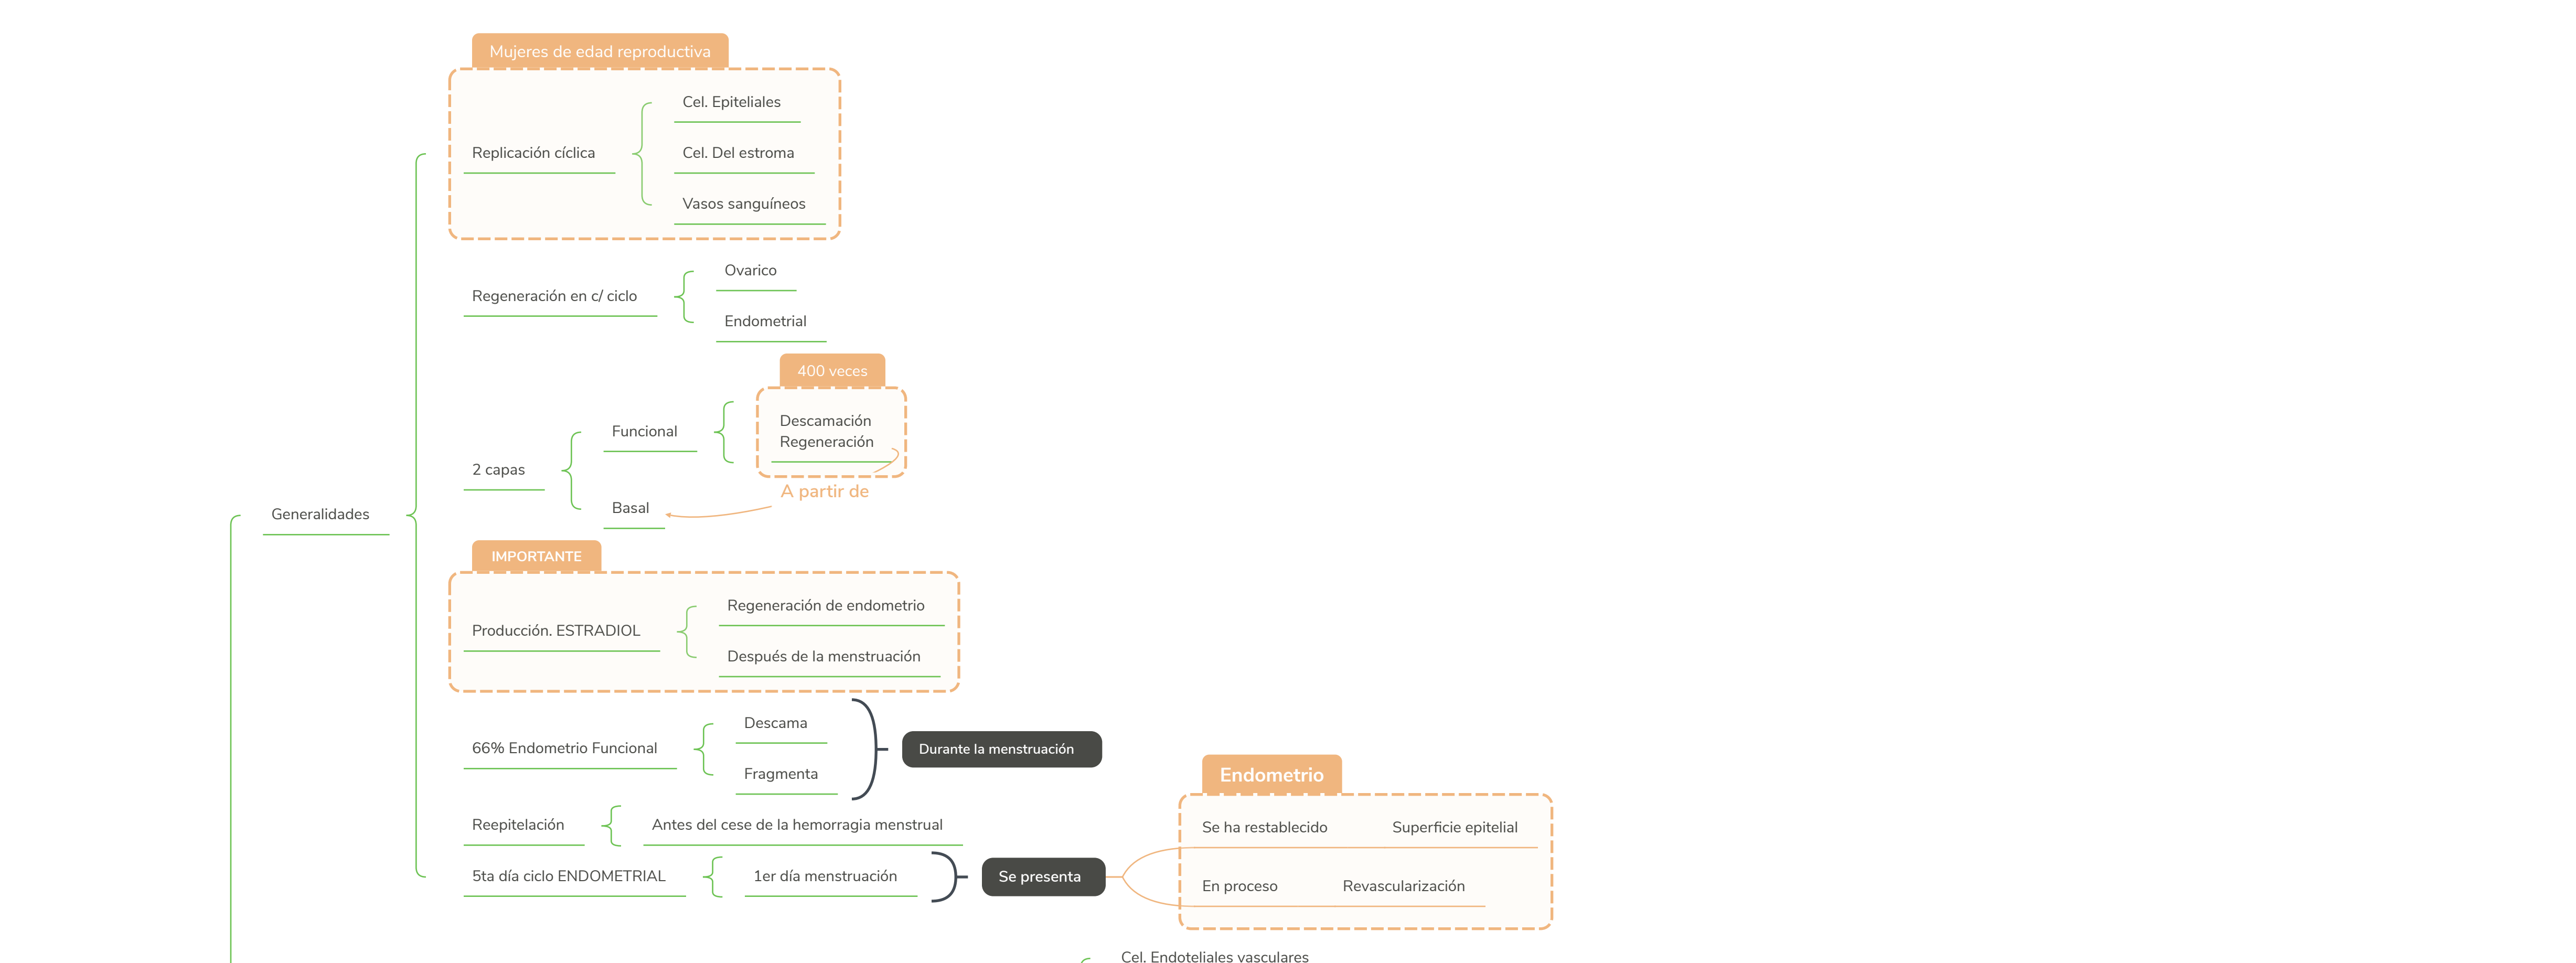 Mujeres de edad reproductiva
Cel. Epiteliales
Replicación cíclica
Cel. Del estroma
Vasos sanguíneos
Ovarico
Regeneración en c/ ciclo
Endometrial
400 veces
Descamación
Regeneración
Funcional
2 capas
A partir de
Basal
Generalidades
IMPORTANTE
Regeneración de endometrio
Producción. ESTRADIOL
Después de la menstruación
Descama
66% Endometrio Funcional
Durante la menstruación
Fragmenta
Endometrio
Reepitelación
Antes del cese de la hemorragia menstrual
Se ha restablecido
Superficie epitelial
5ta día ciclo ENDOMETRIAL
1er día menstruación
Se presenta
En proceso
Revascularización
Cel. Endoteliales vasculares